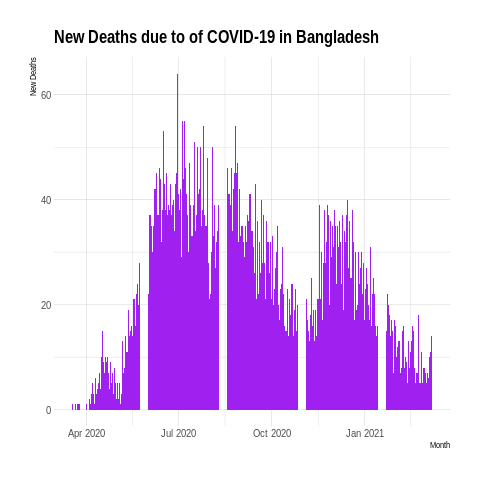 New Deaths due to of COVID-19 in Bangladesh
New Deaths
60
40
20
0
Apr 2020 Jul 2020 Oct 2020 Jan 2021
Month